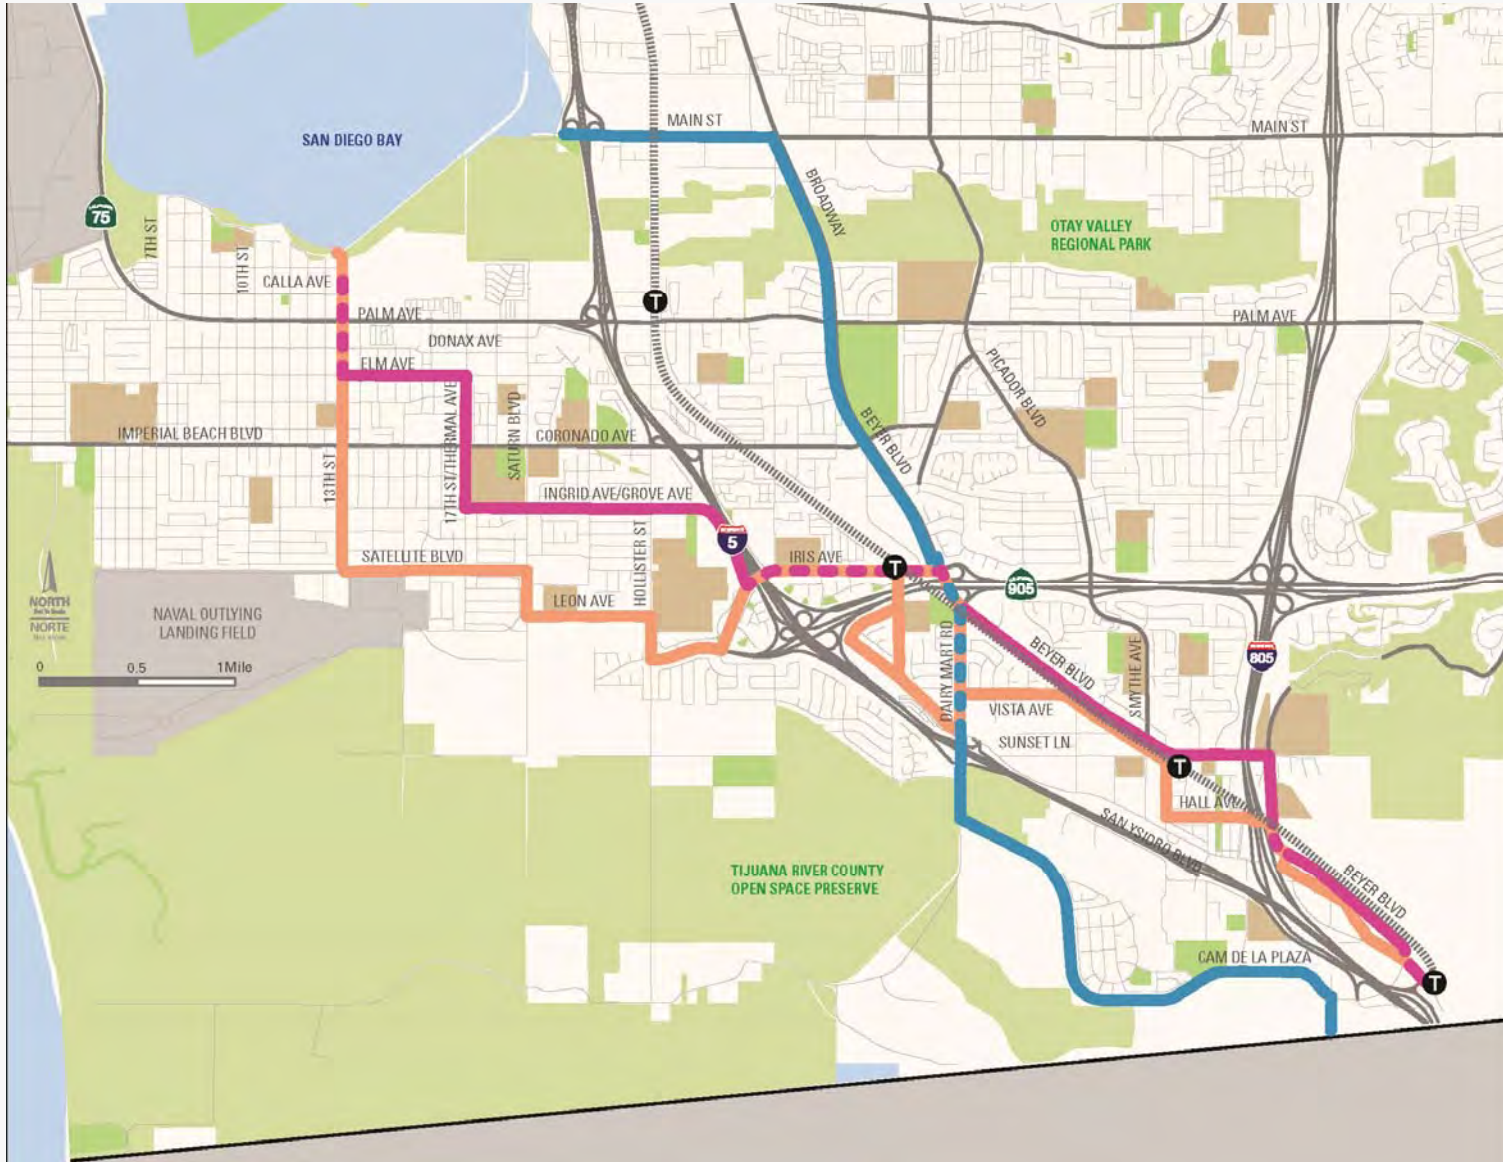 MAIN ST
MAIN ST
SAN DIEGO BAY
BROADWAY
75
7TH ST
10TH ST
OTAY VALLEY
REGIONAL PARK
CALLA AVE
T
PALM AVE
PALM AVE
DONAX AVE
ELM AVE
PICADOR BLVD
17TH ST/THERMAL AVE
SATURN BLVD
IMPERIAL BEACH BLVD
CORONADO AVE
BEYER BLVD
13TH ST
INGRID AVE/GROVE AVE
HOLLISTER ST
5
SATELLITE BLVD
IRIS AVE
T
905
NORTH
NORTE
LEON AVE
NAVAL OUTLYING
LANDING FIELD
DAIRY MART RD
BEYER BLVD
SMYTHE AVE
805
0 0.5 1 Mile
VISTA AVE
SUNSET LN
T
HALL AVE
SAN YSIDRO BLVD
TIJUANA RIVER COUNTY
OPEN SPACE PRESERVE
BEYER BLVD
CAM DE LA PLAZA
T